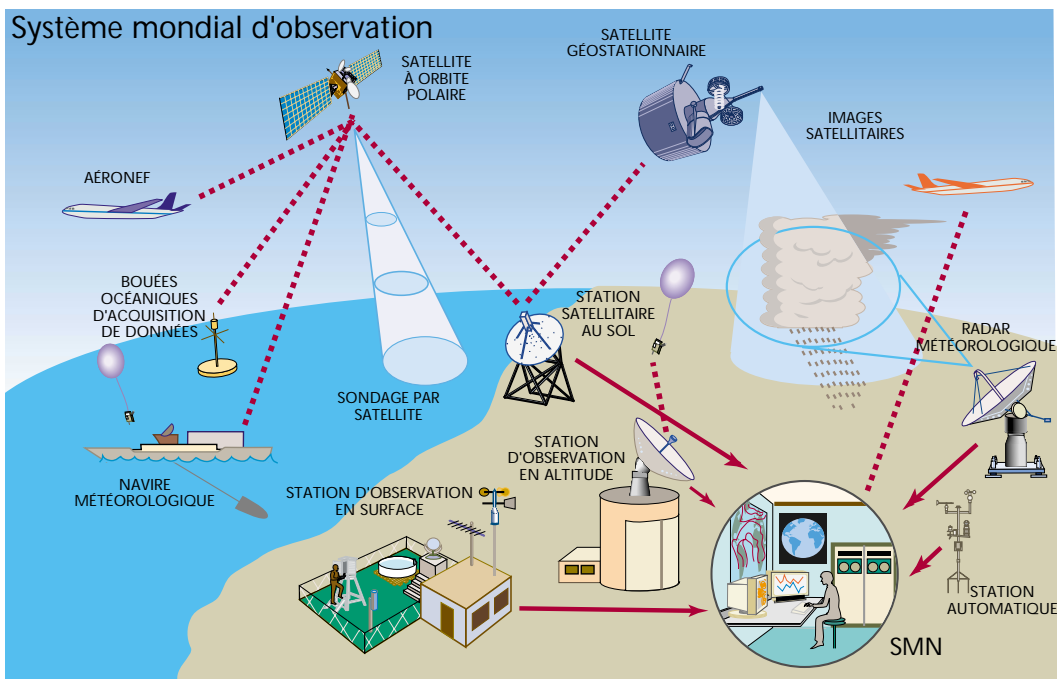 Système mondial d'observation
SATELLITE
À ORBITE
POLAIRE
SATELLITE
GÉOSTATIONNAIRE
IMAGES
SATELLITAIRES
AÉRONEF
BOUÉES
OCÉANIQUES
D'ACQUISITION
DE DONNÉES
STATION
SATELLITAIRE
AU SOL
RADAR
MÉTÉOROLOGIQUE
SONDAGE PAR
SATELLITE
STATION
D'OBSERVATION
EN ALTITUDE
NAVIRE
MÉTÉOROLOGIQUE
STATION D'OBSERVATION
EN SURFACE
STATION
AUTOMATIQUE
SMN